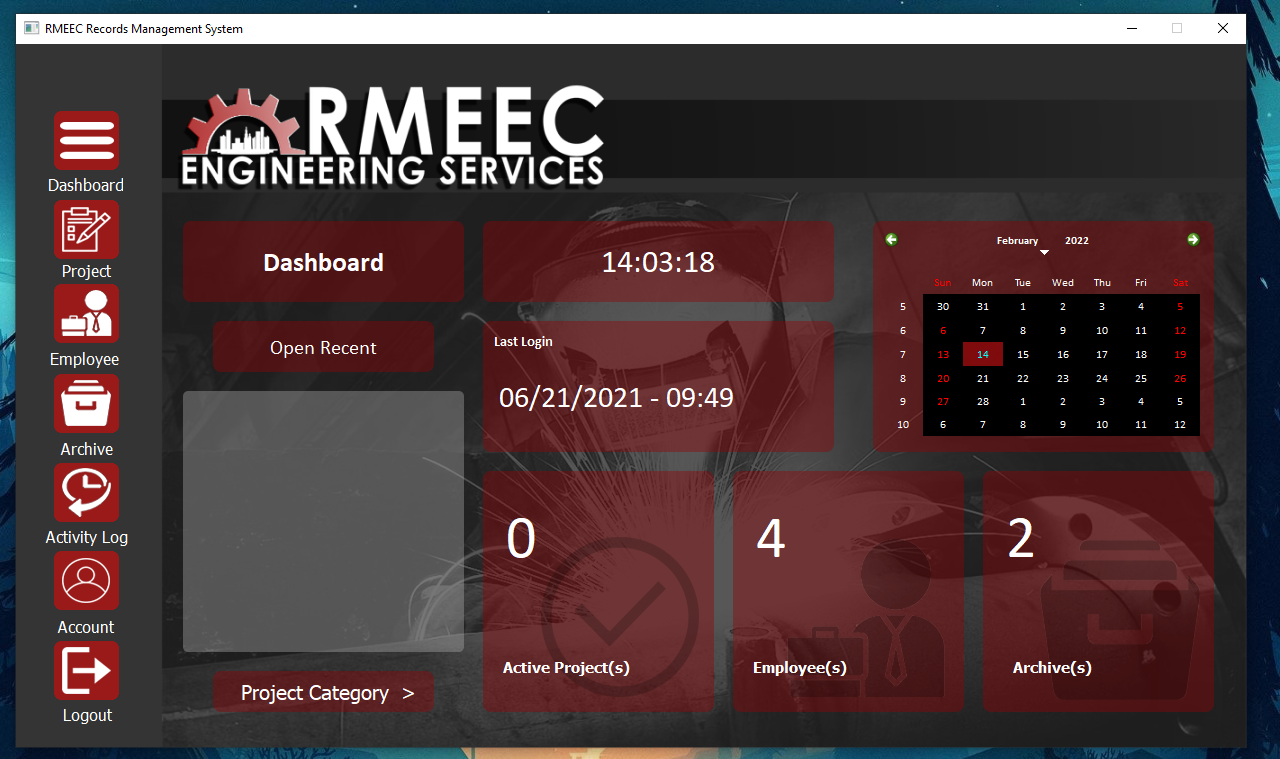 RMEEC Records Management System
RMEEC
ENGINEERING SERVICES
Dashboard
Project
Employee
Archive
Activity Log
Account
Logout
Dashboard
14:03:18
Open Recent
Last Login
06/21/2021 - 09:49
February 2022
Sun Mon Tue Wed Thu Fri Sat
5 30 31 1 2 3 4 5
6 6 7 8 9 10 11 12
7 13 14 15 16 17 18 19
8 20 21 22 23 24 25 26
9 27 28 1 2 3 4 5
10 6 7 8 9 10 11 12
0
Active Project(s)
4
Employee(s)
2
Archive(s)
Project Category >